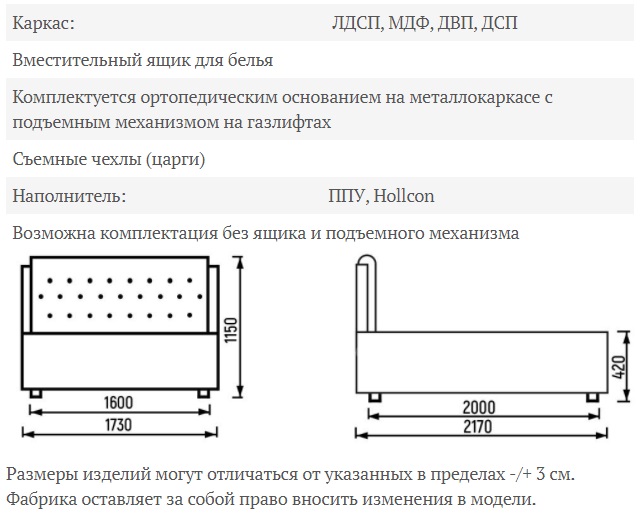 Каркас: ЛДСП, МДФ, ДВП, ДСП
Вместительный ящик для белья
Комплектуется ортопедическим основанием на металлокаркасе с
подъемным механизмом на газлифтах
Съемные чехлы (царги)
Наполнитель: ППУ, Hollcon
Возможна комплектация без ящика и подъемного механизма
1150
420
1600
2000
1730
2170
Размеры изделий могут отличаться от указанных в пределах -/+ 3 см.
Фабрика оставляет за собой право вносить изменения в модели.